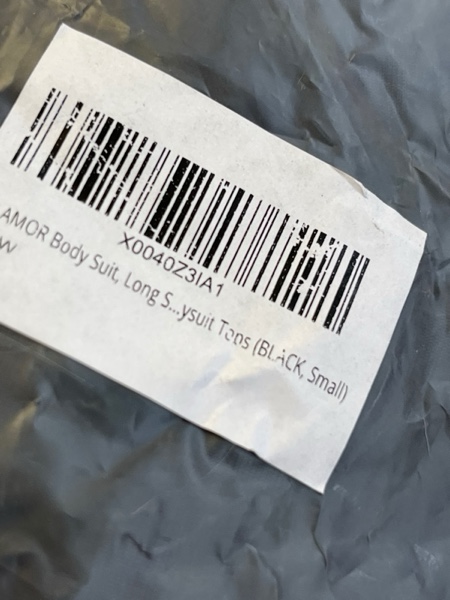 X0040Z3IA1
AMOR Body Suit, Long S...ysuit Tops (BLACK, Small)
W